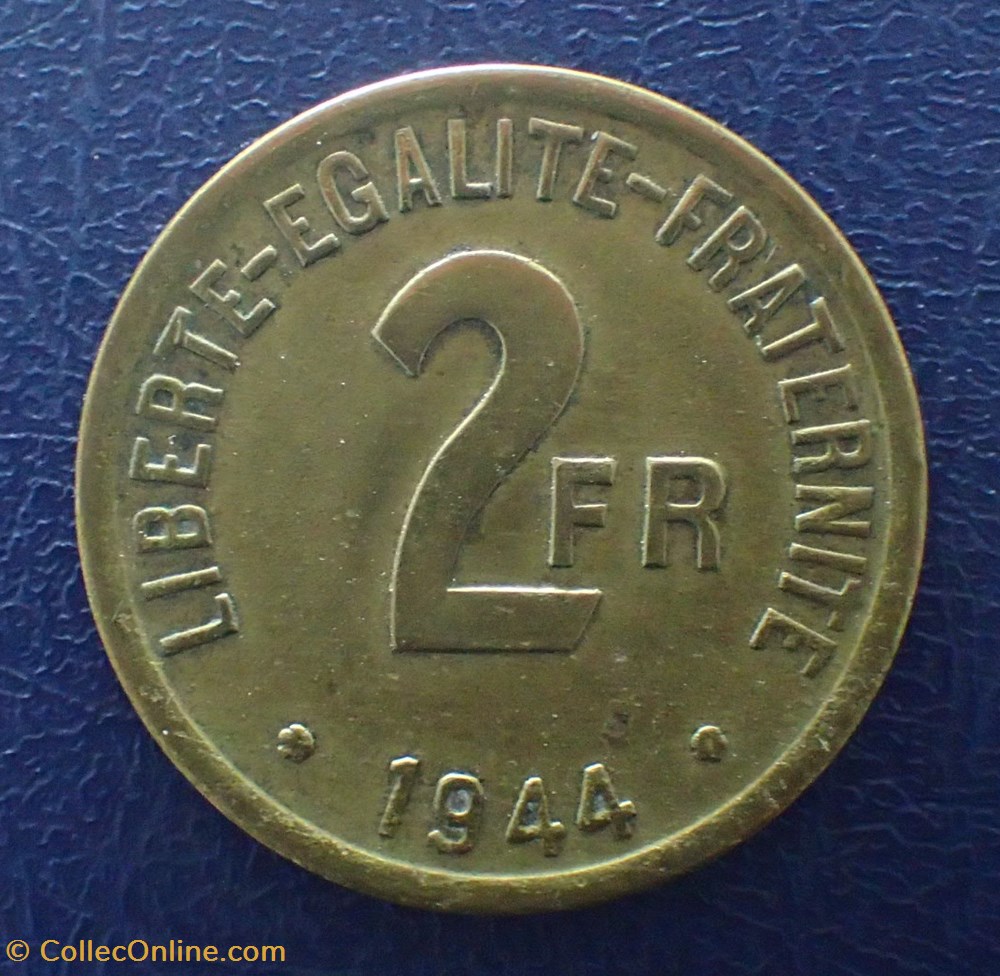 LIBERTE-EGALITE-FRATERNITE
2 FR
1944
© CollecOnline.com